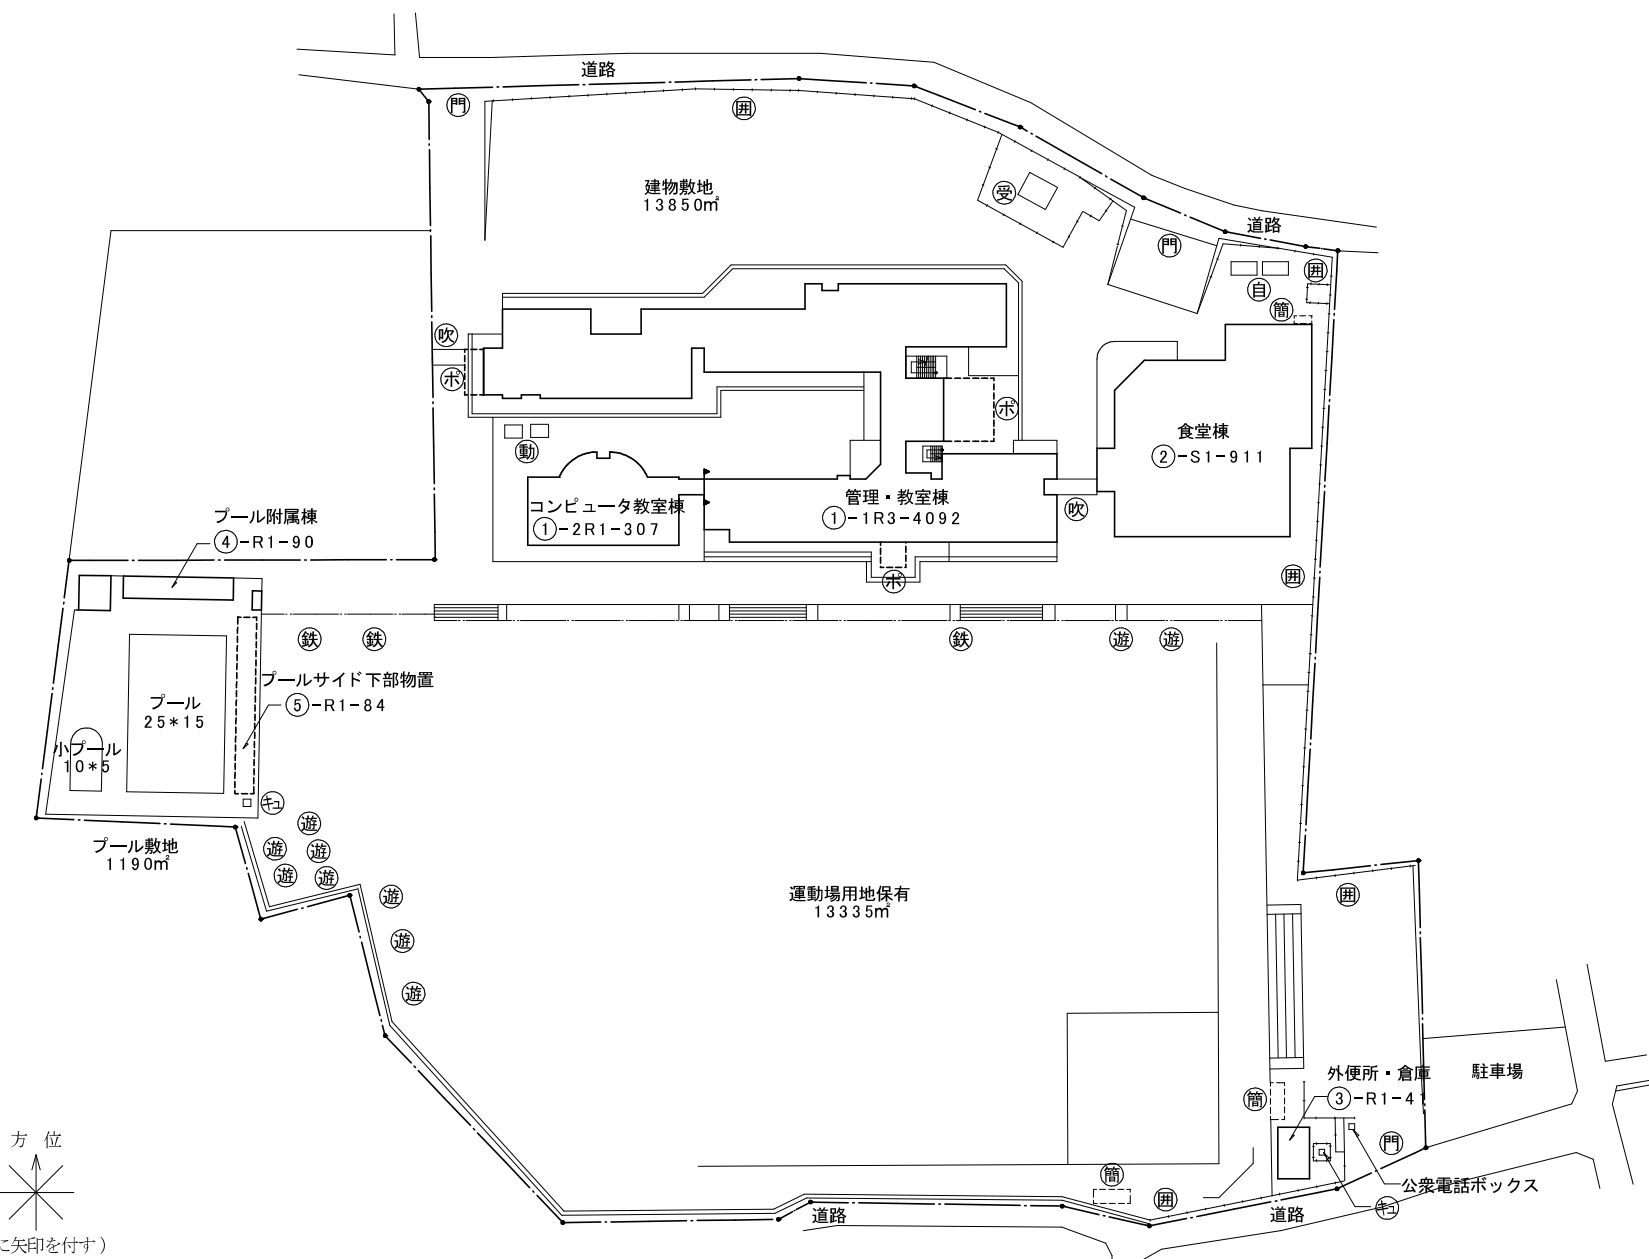 道路
門
囲
建物敷地
13850㎡
受
道路
門
囲
自
簡
吹
ポ
ポ
食堂棟
②-S1-911
動
コンピュータ教室棟
①-2R1-307
管理・教室棟
①-1R3-4092
吹
プール附属棟
④-R1-90
ポ
囲
鉄
鉄
鉄
遊
遊
プールサイド下部物置
⑤-R1-84
プール
25*15
小プール
10*5
キュ
プール敷地
1190㎡
遊
遊
遊
遊
遊
遊
遊
遊
運動場用地保有
13335㎡
囲
外便所・倉庫
③-R1-41
駐車場
簡
門
簡
囲
公衆電話ボックス
キュ
道路
道路
方 位
に矢印を付す)